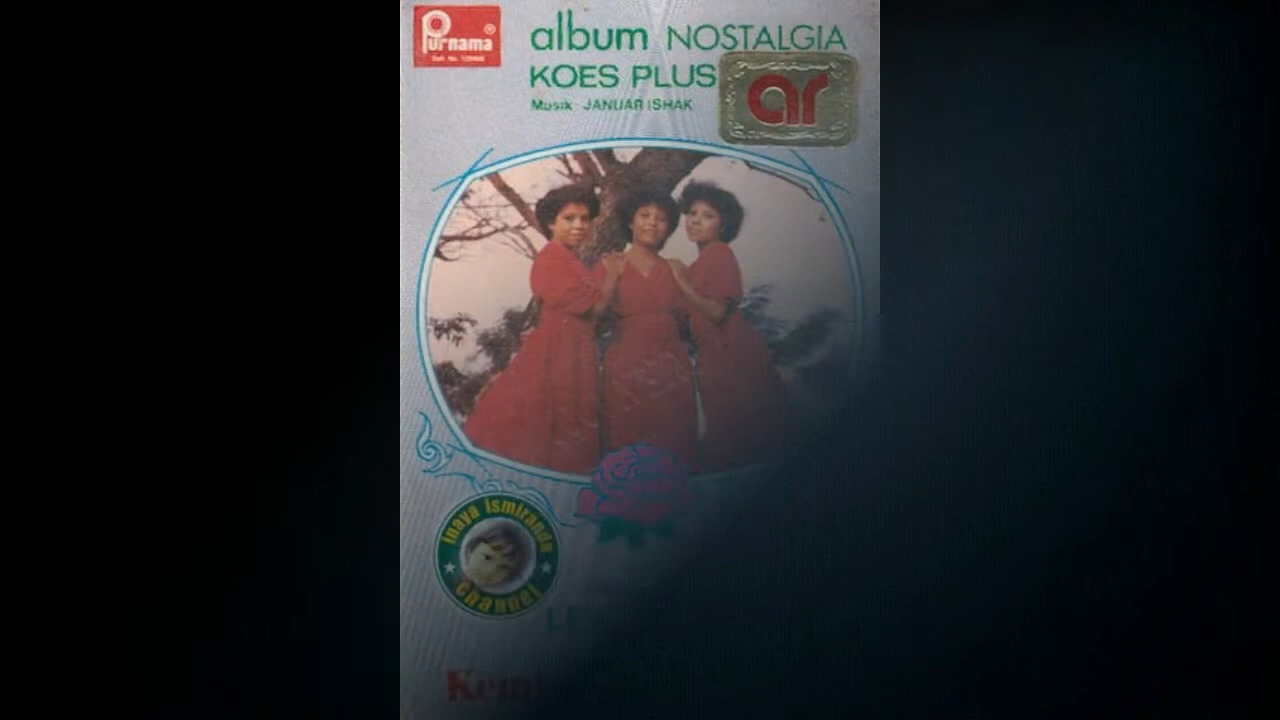 Purnama
album NOSTALGIA
KOES PLUS
ar
Musik : JANUAR ISHAK
inaya ismiranda
channel